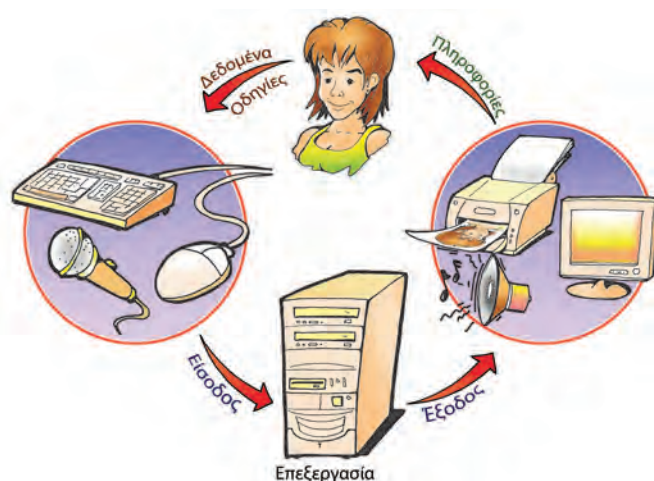 Δεδομένα
Οδηγίες
Πληροφορίες
Είσοδος
Έξοδος
Επεξεργασία